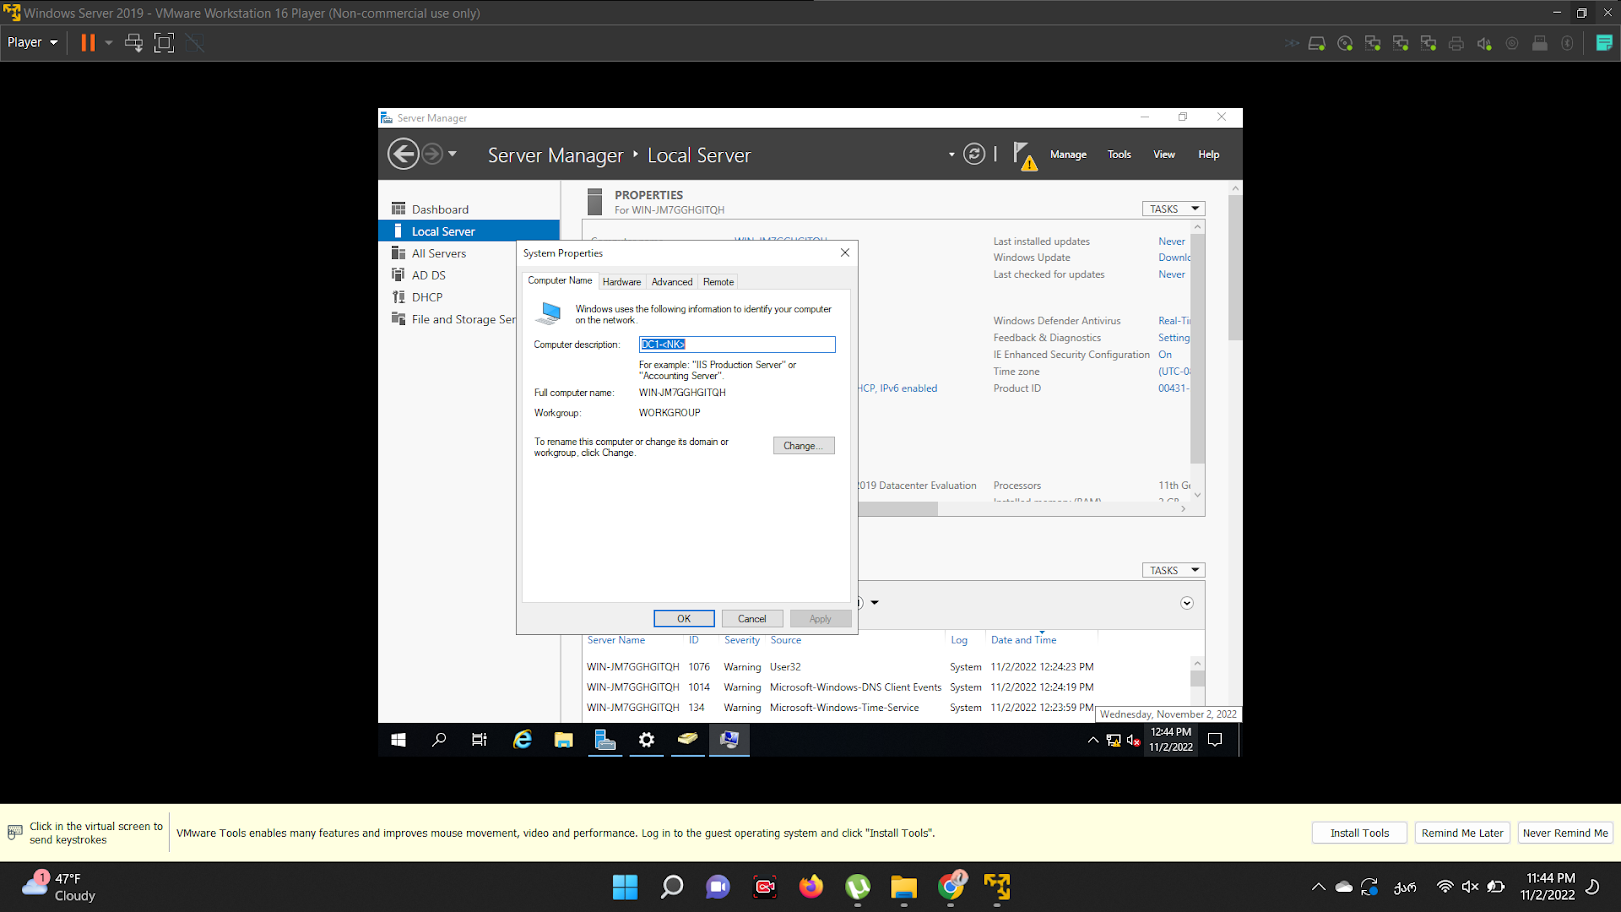 Windows Server 2019 - VMware Workstation 16 Player (Non-commercial use only)
Player
Server Manager
Server Manager ‣ Local Server
Manage Tools View Help
Dashboard
Local Server
All Servers
AD DS
DHCP
File and Storage Ser
PROPERTIES
For WIN-JM7GGHGITQH
TASKS
WIN-JM7GGHGITQH
Last installed updates Never
Windows Update Downlo
Last checked for updates Never
Windows Defender Antivirus Real-Ti
Feedback & Diagnostics Setting
IE Enhanced Security Configuration On
Time zone (UTC-08
Product ID 00431-
HCP, IPv6 enabled
2019 Datacenter Evaluation Processors 11th Ge
Installed memory (RAM) 2 GB
System Properties
Computer Name Hardware Advanced Remote
Windows uses the following information to identify your computer
on the network.
Computer description: DC1-<NK>
For example: "IIS Production Server" or
"Accounting Server".
Full computer name: WIN-JM7GGHGITQH
Workgroup: WORKGROUP
To rename this computer or change its domain or
workgroup, click Change.
Change...
OK Cancel Apply
TASKS
Server Name ID Severity Source Log Date and Time
WIN-JM7GGHGITQH 1076 Warning User32 System 11/2/2022 12:24:23 PM
WIN-JM7GGHGITQH 1014 Warning Microsoft-Windows-DNS Client Events System 11/2/2022 12:24:19 PM
WIN-JM7GGHGITQH 134 Warning Microsoft-Windows-Time-Service System 11/2/2022 12:23:59 PM
Wednesday, November 2, 2022
12:44 PM
11/2/2022
Click in the virtual screen to
send keystrokes
VMware Tools enables many features and improves mouse movement, video and performance. Log in to the guest operating system and click "Install Tools".
Install Tools Remind Me Later Never Remind Me
1
47°F
Cloudy
ქარ
11:44 PM
11/2/2022